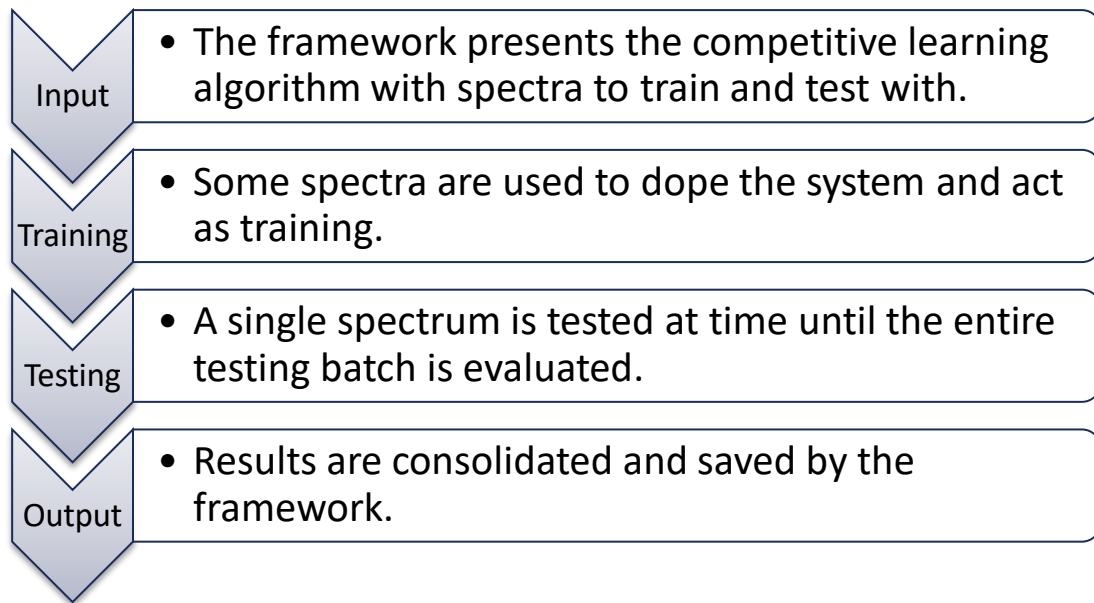 Input
• The framework presents the competitive learning
algorithm with spectra to train and test with.
Training
• Some spectra are used to dope the system and act
as training.
Testing
• A single spectrum is tested at time until the entire
testing batch is evaluated.
Output
• Results are consolidated and saved by the
framework.